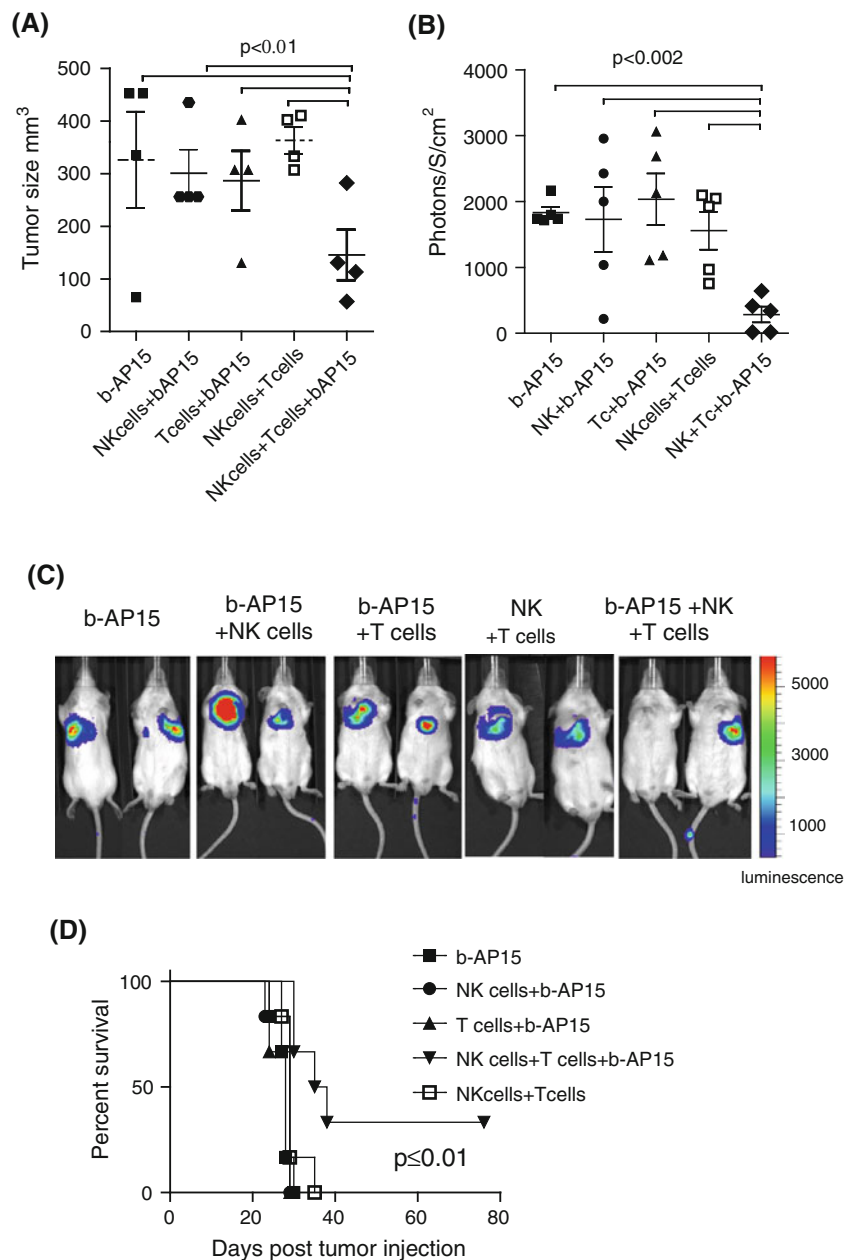 (A)
p<0.01
Tumor size mm³
500
400
300
200
100
0
b-AP15
NKcells+bAP15
Tcells+bAP15
NKcells+Tcells
NKcells+Tcells+bAP15
(B)
p<0.002
Photons/S/cm²
4000
3000
2000
1000
0
b-AP15
NK+b-AP15
Tc+b-AP15
NKcells+Tcells
NK+Tc+b-AP15
(C)
b-AP15
b-AP15
+NK cells
b-AP15
+T cells
NK
+T cells
b-AP15 +NK
+T cells
5000
3000
1000
luminescence
(D)
Percent survival
100
50
0
0
20
40
60
80
Days post tumor injection
b-AP15
NK cells+b-AP15
T cells+b-AP15
NK cells+T cells+b-AP15
NKcells+Tcells
p≤0.01